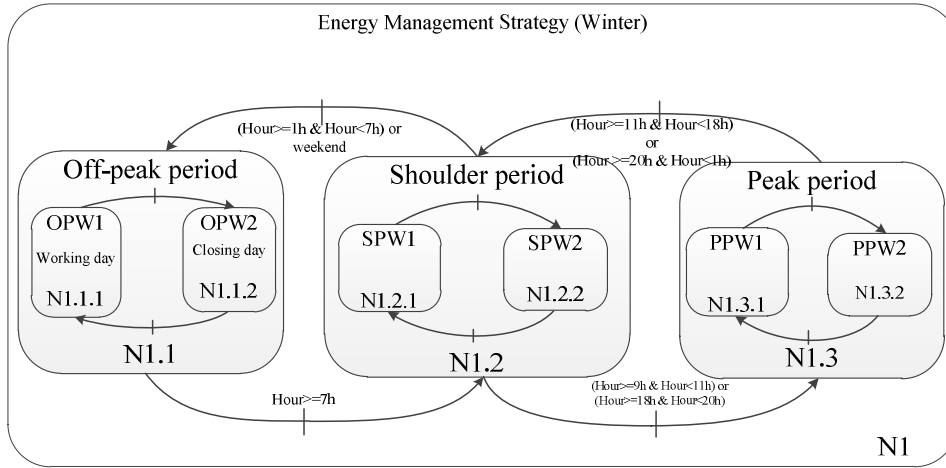 Energy Management Strategy (Winter)
(Hour>=1h & Hour<7h) or
weekend
(Hour>=11h & Hour<18h)
or
(Hour >=20h & Hour<1h)
Off-peak period
OPW1
Working day
N1.1.1
OPW2
Closing day
N1.1.2
N1.1
Shoulder period
SPW1
N1.2.1
SPW2
N1.2.2
N1.2
Peak period
PPW1
N1.3.1
PPW2
N1.3.2
N1.3
Hour>=7h
(Hour>=9h & Hour<11h) or
(Hour>=18h & Hour<20h)
N1